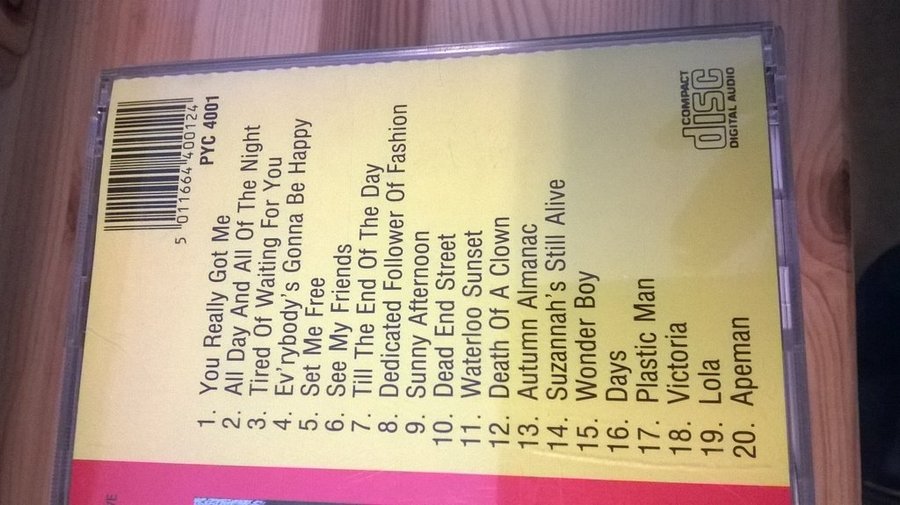 5 011664 400124
PYC 4001
1. You Really Got Me
2. All Day And All Of The Night
3. Tired Of Waiting For You
4. Ev'rybody's Gonna Be Happy
5. Set Me Free
6. See My Friends
7. Till The End Of The Day
8. Dedicated Follower Of Fashion
9. Sunny Afternoon
10. Dead End Street
11. Waterloo Sunset
12. Death Of A Clown
13. Autumn Almanac
14. Suzannah's Still Alive
15. Wonder Boy
16. Days
17. Plastic Man
18. Victoria
19. Lola
20. Apeman
COMPACT
disc
DIGITAL AUDIO